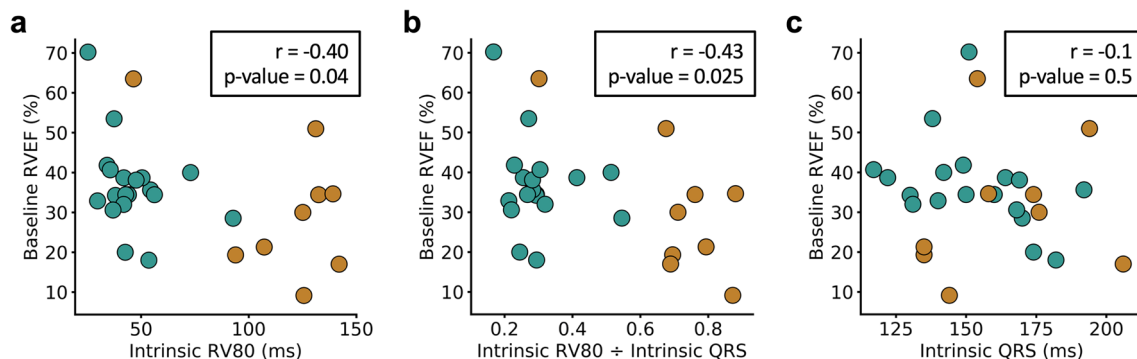 a
r = -0.40
p-value = 0.04
Baseline RVEF (%)
70
60
50
40
30
20
10
50
100
150
Intrinsic RV80 (ms)
b
r = -0.43
p-value = 0.025
Baseline RVEF (%)
70
60
50
40
30
20
10
0.2
0.4
0.6
0.8
Intrinsic RV80 ÷ Intrinsic QRS
c
r = -0.1
p-value = 0.5
Baseline RVEF (%)
70
60
50
40
30
20
10
125
150
175
200
Intrinsic QRS (ms)